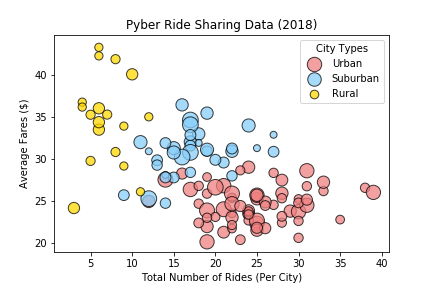 Pyber Ride Sharing Data (2018)
City Types
Urban
Suburban
Rural
Average Fares ($)
40
35
30
25
20
5 10 15 20 25 30 35 40
Total Number of Rides (Per City)